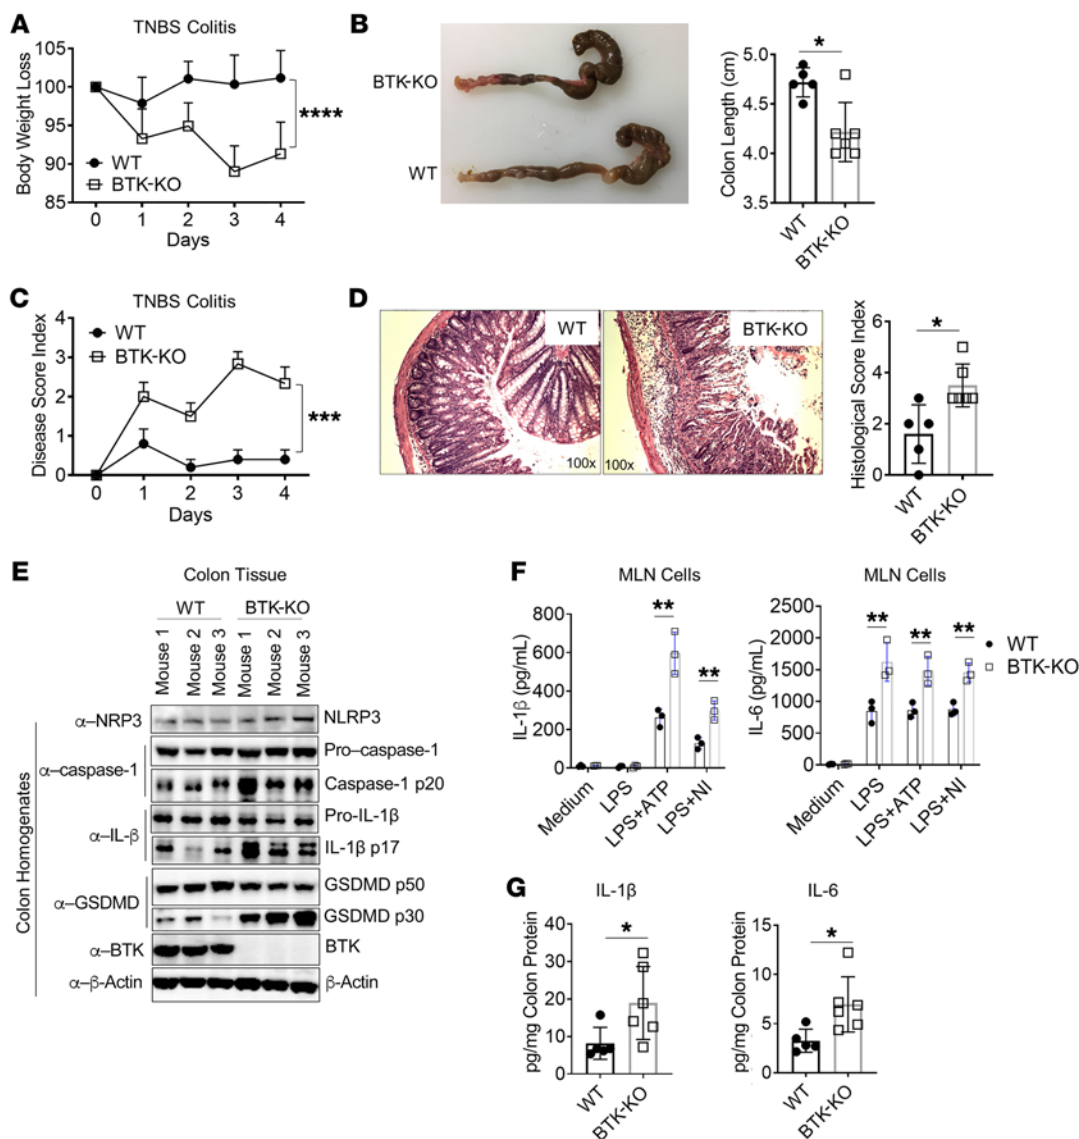 A
TNBS Colitis
Body Weight Loss
105
100
95
90
85
****
WT
BTK-KO
0 1 2 3 4
Days
B
BTK-KO
WT
Colon Length (cm)
5.0
4.5
4.0
3.5
*
WT
BTK-KO
C
TNBS Colitis
Disease Score Index
4
3
2
1
0
WT
BTK-KO
***
0 1 2 3 4
Days
D
WT
100x
BTK-KO
100x
Histological Score Index
6
4
2
0
*
WT
BTK-KO
E
Colon Tissue
WT BTK-KO
Mouse 1
Mouse 2
Mouse 3
Mouse 1
Mouse 2
Mouse 3
Colon Homogenates
α–NRP3 NLRP3
α–caspase-1 Pro–caspase-1
Caspase-1 p20
α–IL-β Pro-IL-1β
IL-1β p17
α–GSDMD GSDMD p50
GSDMD p30
α–BTK BTK
α–β-Actin β-Actin
F
MLN Cells
IL-1β (pg/mL)
800
600
400
200
0
**
**
Medium
LPS
LPS+ATP
LPS+NI
MLN Cells
IL-6 (pg/mL)
2500
2000
1500
1000
500
0
**
**
**
Medium
LPS
LPS+ATP
LPS+NI
WT
BTK-KO
G
IL-1β
pg/mg Colon Protein
40
30
20
10
0
*
WT
BTK-KO
IL-6
pg/mg Colon Protein
15
10
5
0
*
WT
BTK-KO